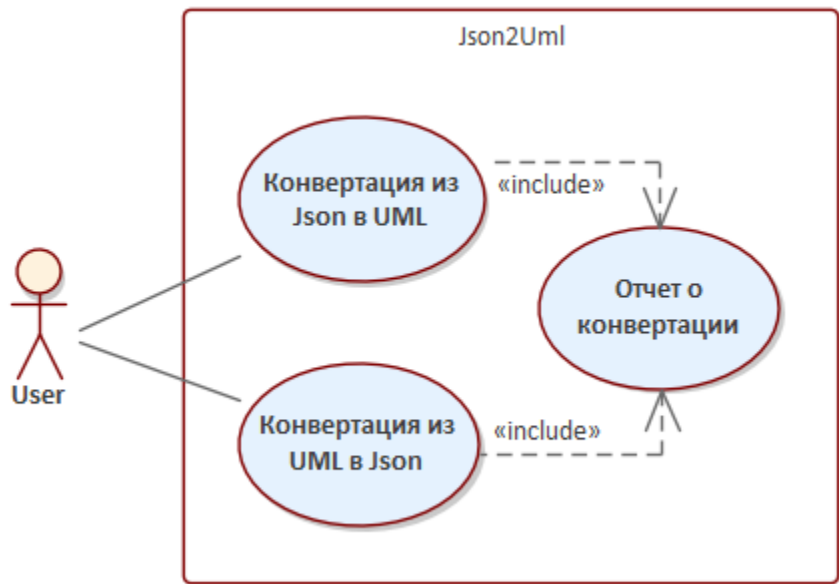 Json2Uml
Конвертация из
Json в UML
«include»
Отчет о
конвертации
User
Конвертация из
UML в Json
«include»